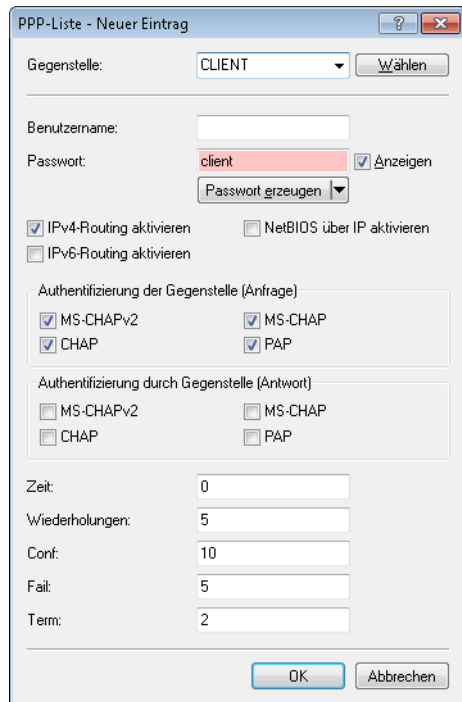 PPP-Liste - Neuer Eintrag
Gegenstelle: CLIENT Wählen
Benutzername:
Passwort: client Anzeigen
Passwort erzeugen
IPv4-Routing aktivieren NetBIOS über IP aktivieren
IPv6-Routing aktivieren
Authentifizierung der Gegenstelle (Anfrage)
MS-CHAPv2 MS-CHAP
CHAP PAP
Authentifizierung durch Gegenstelle (Antwort)
MS-CHAPv2 MS-CHAP
CHAP PAP
Zeit: 0
Wiederholungen: 5
Conf: 10
Fail: 5
Term: 2
OK Abbrechen